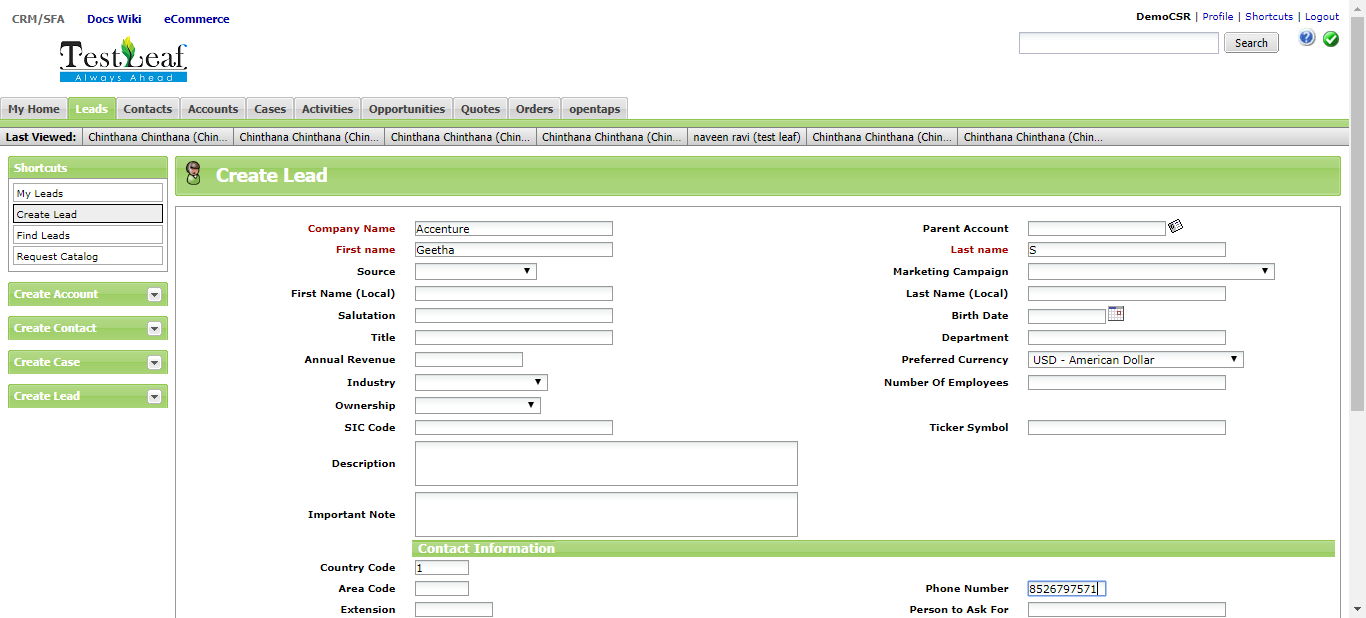 CRM/SFA Docs Wiki eCommerce
DemoCSR | Profile | Shortcuts | Logout
TestLeaf
Always Ahead
Search
My Home Leads Contacts Accounts Cases Activities Opportunities Quotes Orders opentaps
Last Viewed: Chinthana Chinthana (Chin... Chinthana Chinthana (Chin... Chinthana Chinthana (Chin... Chinthana Chinthana (Chin... naveen ravi (test leaf) Chinthana Chinthana (Chin... Chinthana Chinthana (Chin...
Shortcuts
My Leads
Create Lead
Find Leads
Request Catalog
Create Account
Create Contact
Create Case
Create Lead
Create Lead
Company Name Accenture Parent Account
First name Geetha Last name S
Source Marketing Campaign
First Name (Local) Last Name (Local)
Salutation Birth Date
Title Department
Annual Revenue Preferred Currency USD - American Dollar
Industry Number Of Employees
Ownership
SIC Code Ticker Symbol
Description
Important Note
Contact Information
Country Code 1
Area Code Phone Number 8526797571
Extension Person to Ask For